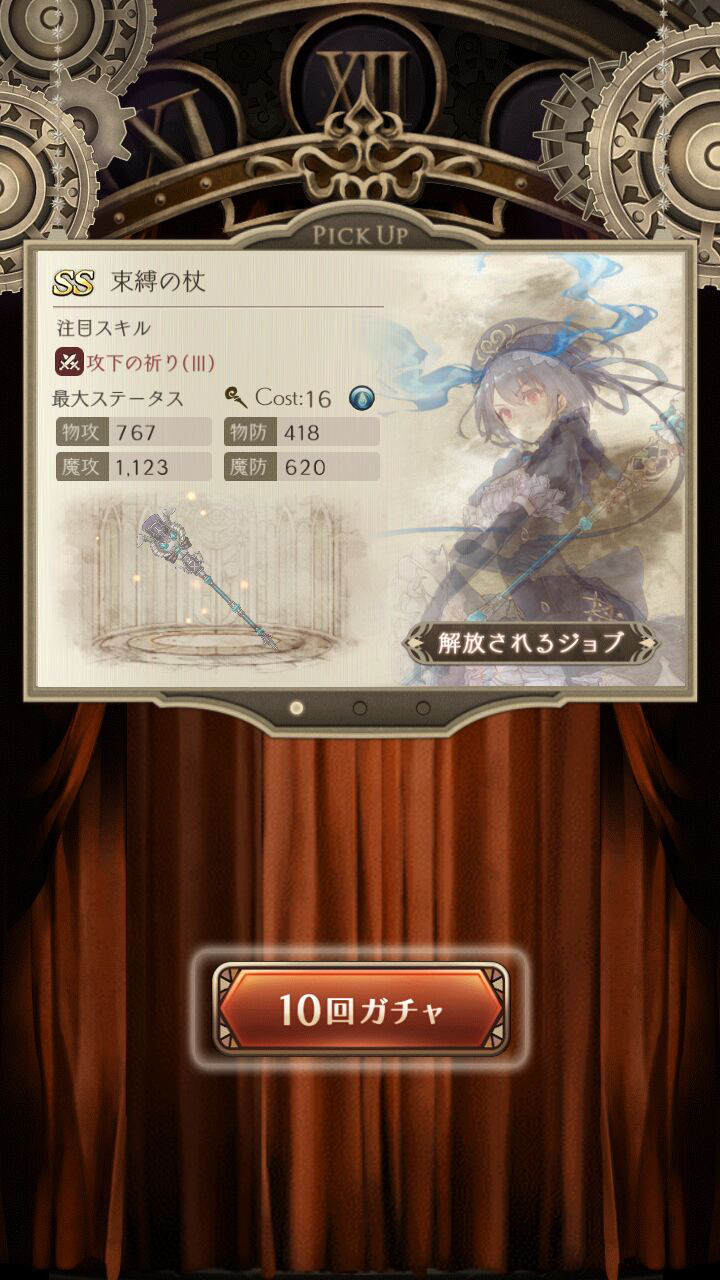 XI
XII
PICK UP
SS 束縛の杖
注目スキル
攻下の祈り(III)
最大ステータス Cost:16
物攻 767 物防 418
魔攻 1,123 魔防 620
解放されるジョブ
10回ガチャ